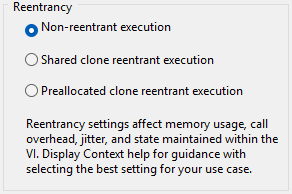 Reentrancy
Non-reentrant execution
Shared clone reentrant execution
Preallocated clone reentrant execution
Reentrancy settings affect memory usage, call
overhead, jitter, and state maintained within the
VI. Display Context help for guidance with
selecting the best setting for your use case.